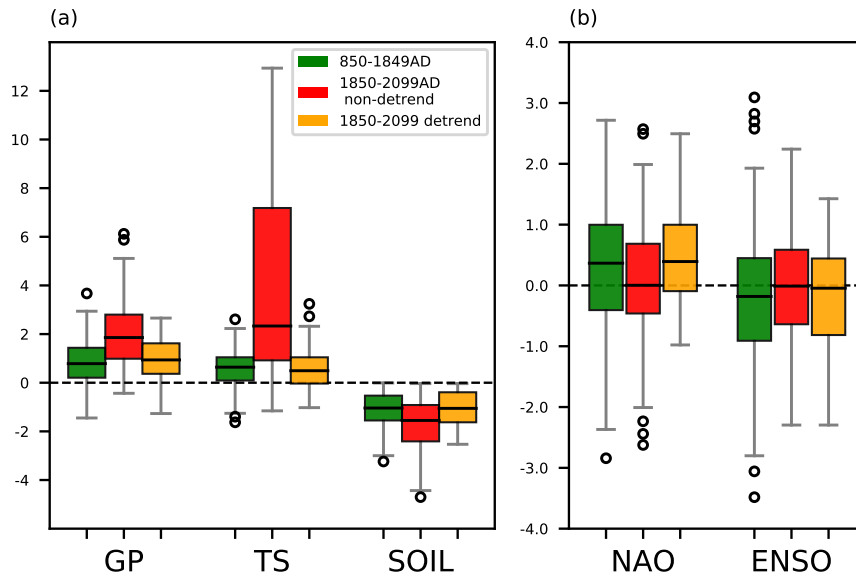 (a)
12
10
8
6
4
2
0
-2
-4
850-1849AD
1850-2099AD
non-detrend
1850-2099 detrend
GP TS SOIL
(b)
4.0
3.0
2.0
1.0
0.0
-1.0
-2.0
-3.0
-4.0
NAO ENSO